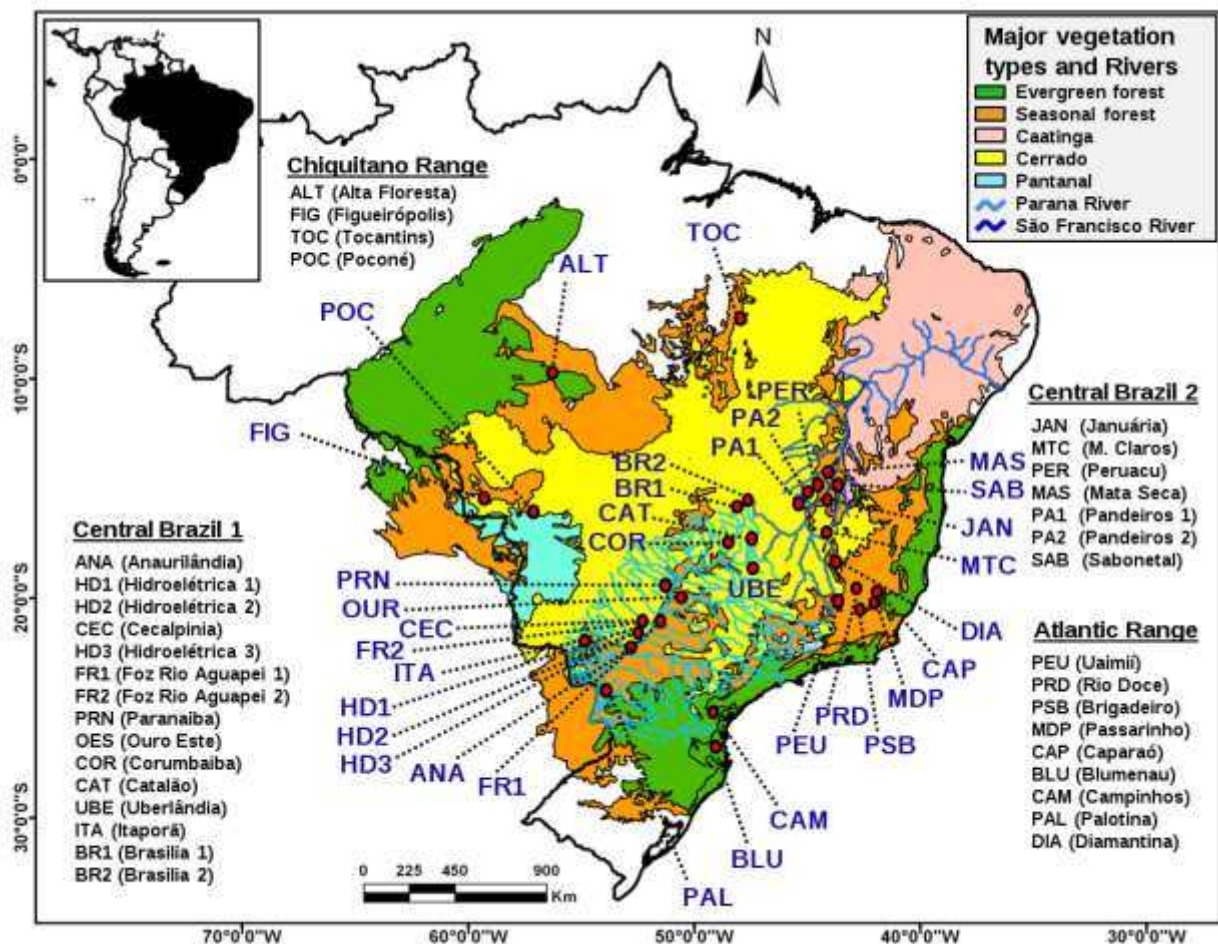 N
Major vegetation
types and Rivers
Evergreen forest
Seasonal forest
Caatinga
Cerrado
Pantanal
Parana River
São Francisco River
Chiquitano Range
ALT (Alta Floresta)
FIG (Figueirópolis)
TOC (Tocantins)
POC (Poconé)
TOC
ALT
POC
FIG
PER
PA2
PA1
BR2
BR1
CAT
COR
PRN
OUR
UBE
CEC
FR2
ITA
HD1
HD2
HD3
ANA
FR1
MAS
SAB
JAN
MTC
DIA
CAP
MDP
PSB
PRD
PEU
CAM
BLU
PAL
Central Brazil 2
JAN (Januária)
MTC (M. Claros)
PER (Peruacu)
MAS (Mata Seca)
PA1 (Pandeiros 1)
PA2 (Pandeiros 2)
SAB (Sabonetal)
Central Brazil 1
ANA (Anaurilândia)
HD1 (Hidroelétrica 1)
HD2 (Hidroelétrica 2)
CEC (Cecalpinia)
HD3 (Hidroelétrica 3)
FR1 (Foz Rio Aguapei 1)
FR2 (Foz Rio Aguapei 2)
PRN (Paranaiba)
OES (Ouro Este)
COR (Corumbaiba)
CAT (Catalão)
UBE (Uberlândia)
ITA (Itaporã)
BR1 (Brasilia 1)
BR2 (Brasilia 2)
Atlantic Range
PEU (Uaimii)
PRD (Rio Doce)
PSB (Brigadeiro)
MDP (Passarinho)
CAP (Caparaó)
BLU (Blumenau)
CAM (Campinhos)
PAL (Palotina)
DIA (Diamantina)
0 225 450 900
Km
0°0'0"
10°0'0"S
20°0'0"S
30°0'0"S
70°0'0"W 60°0'0"W 50°0'0"W 40°0'0"W 30°0'0"W